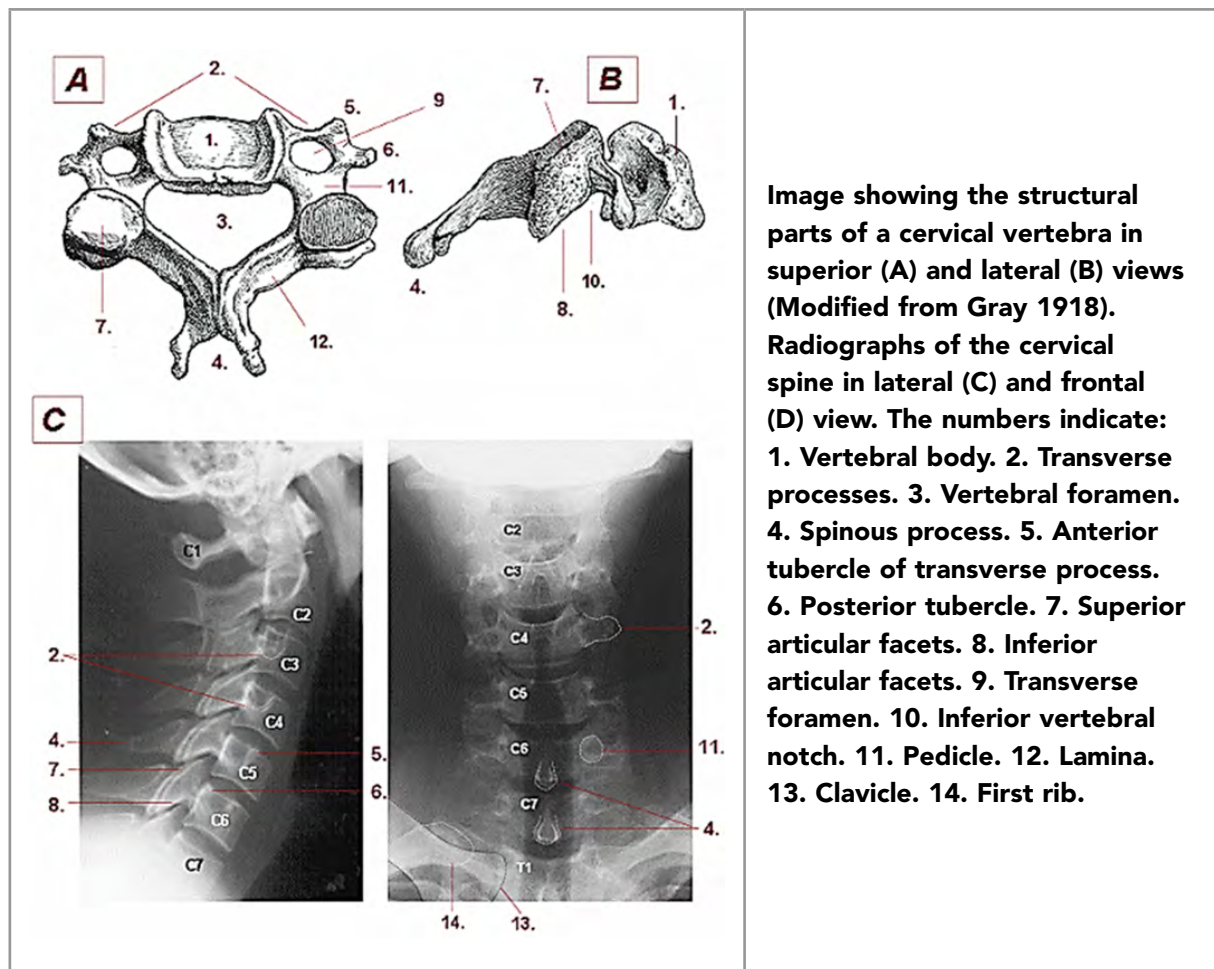 A
2.
5.
9
1.
6.
11.
3.
7.
12.
4.
B
7.
1.
4.
10.
8.
C
C1
C2
C3
2.
C4
4.
5.
7.
C5
6.
8.
C6
C7
C2
C3
C4
2.
C5
C6
11.
C7
4.
T1
14.
13.
Image showing the structural
parts of a cervical vertebra in
superior (A) and lateral (B) views
(Modified from Gray 1918).
Radiographs of the cervical
spine in lateral (C) and frontal
(D) view. The numbers indicate:
1. Vertebral body. 2. Transverse
processes. 3. Vertebral foramen.
4. Spinous process. 5. Anterior
tubercle of transverse process.
6. Posterior tubercle. 7. Superior
articular facets. 8. Inferior
articular facets. 9. Transverse
foramen. 10. Inferior vertebral
notch. 11. Pedicle. 12. Lamina.
13. Clavicle. 14. First rib.